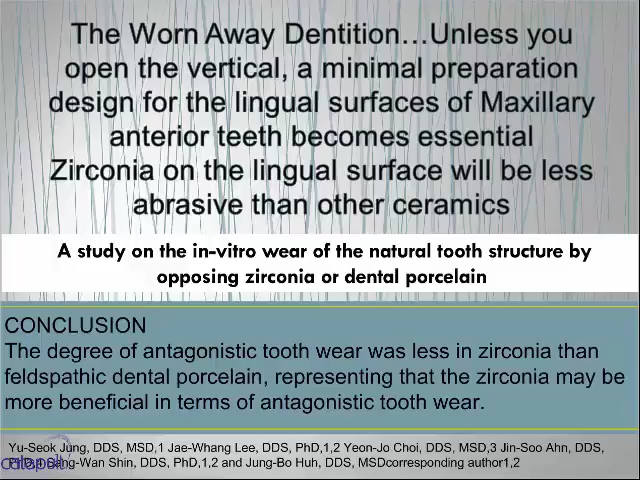 The Worn Away Dentition...Unless you
open the vertical, a minimal preparation
design for the lingual surfaces of Maxillary
anterior teeth becomes essential
Zirconia on the lingual surface will be less
abrasive than other ceramics
A study on the in-vitro wear of the natural tooth structure by
opposing zirconia or dental porcelain
CONCLUSION
The degree of antagonistic tooth wear was less in zirconia than
feldspathic dental porcelain, representing that the zirconia may be
more beneficial in terms of antagonistic tooth wear.
Yu-Seok Jung, DDS, MSD,1 Jae-Whang Lee, DDS, PhD,1,2 Yeon-Jo Choi, DDS, MSD,3 Jin-Soo Ahn, DDS,
-Wan Shin, DDS, PhD,1,2 and Jung-Bo Huh, DDS, MSDcorresponding author1,2
catapult